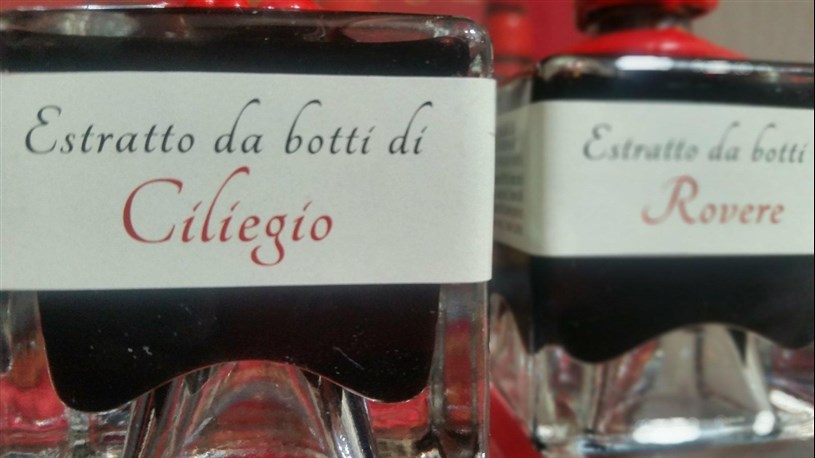 Estratto da botti di
Ciliegio
Estratto da botti
Rovere